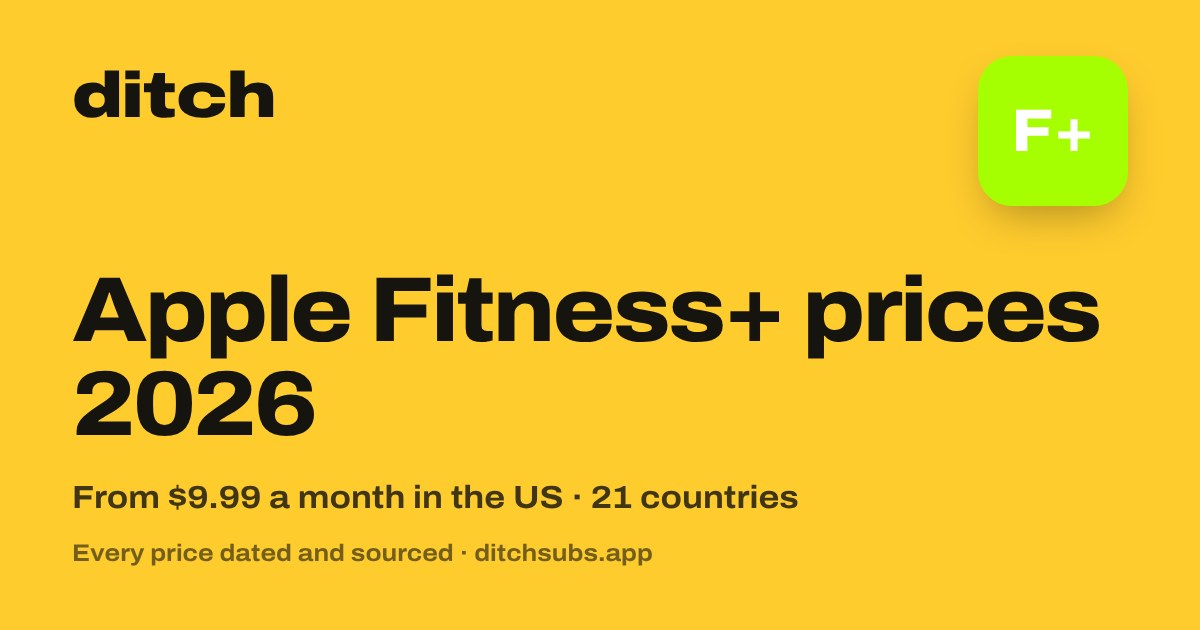 ditch
F+
Apple Fitness+ prices
2026
From $9.99 a month in the US · 21 countries
Every price dated and sourced · ditchsubs.app